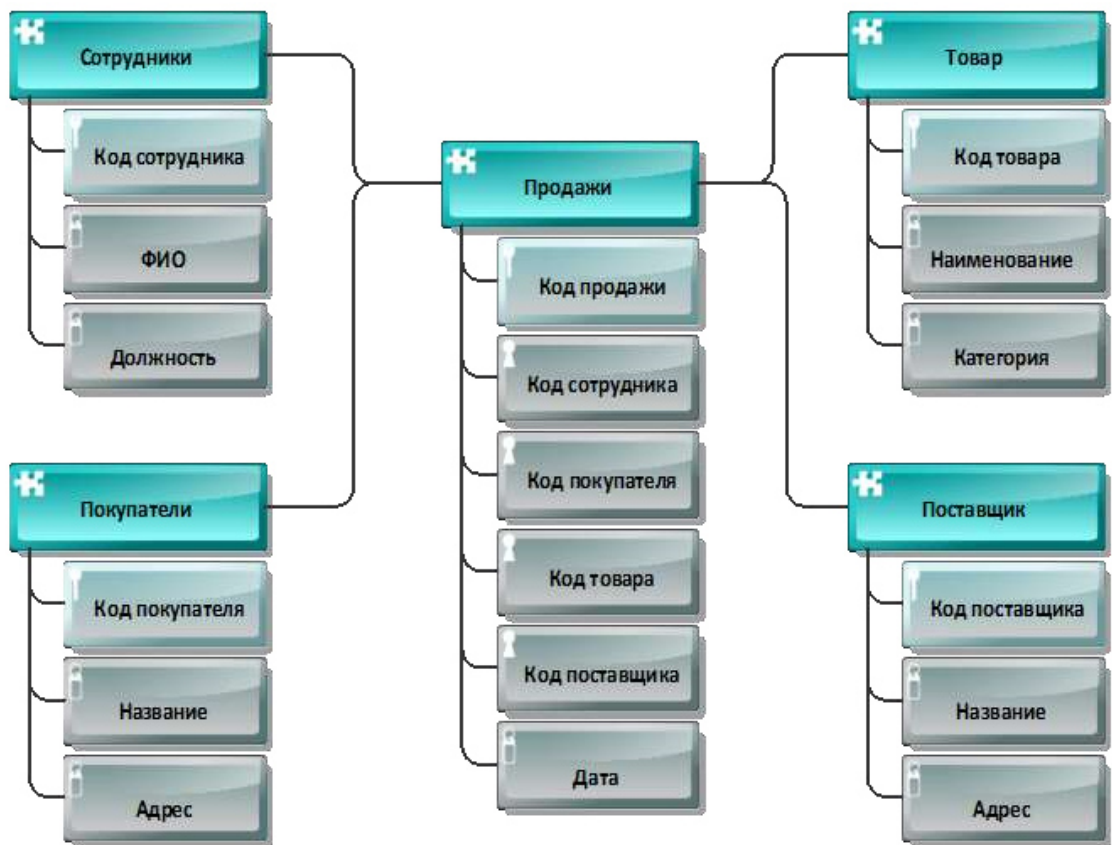 Сотрудники
Код сотрудника
ФИО
Должность
Покупатели
Код покупателя
Название
Адрес
Продажи
Код продажи
Код сотрудника
Код покупателя
Код товара
Код поставщика
Дата
Товар
Код товара
Наименование
Категория
Поставщик
Код поставщика
Название
Адрес